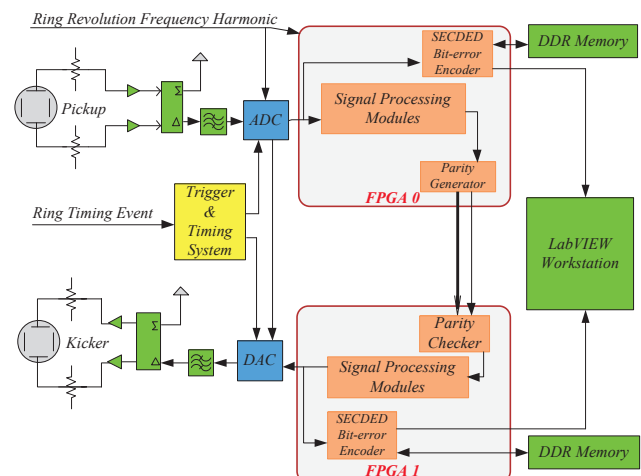 Ring Revolution Frequency Harmonic
SECDED
Bit-error
Encoder
DDR Memory
Pickup
Σ
Δ
ADC
Signal Processing
Modules
Parity
Generator
FPGA 0
Ring Timing Event
Trigger
&
Timing
System
LabVIEW
Workstation
Kicker
Σ
Δ
DAC
Parity
Checker
Signal Processing
Modules
SECDED
Bit-error
Encoder
DDR Memory
FPGA 1